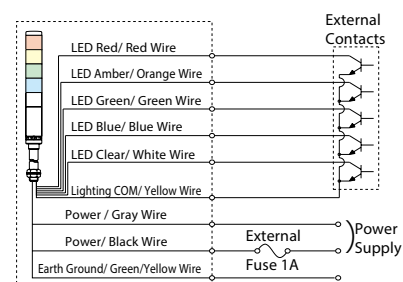 External
Contacts
LED Red/ Red Wire
LED Amber/ Orange Wire
LED Green/ Green Wire
LED Blue/ Blue Wire
LED Clear/ White Wire
Lighting COM/ Yellow Wire
Power / Gray Wire
Power/ Black Wire
External
Fuse 1A
Power
Supply
Earth Ground/ Green/Yellow Wire